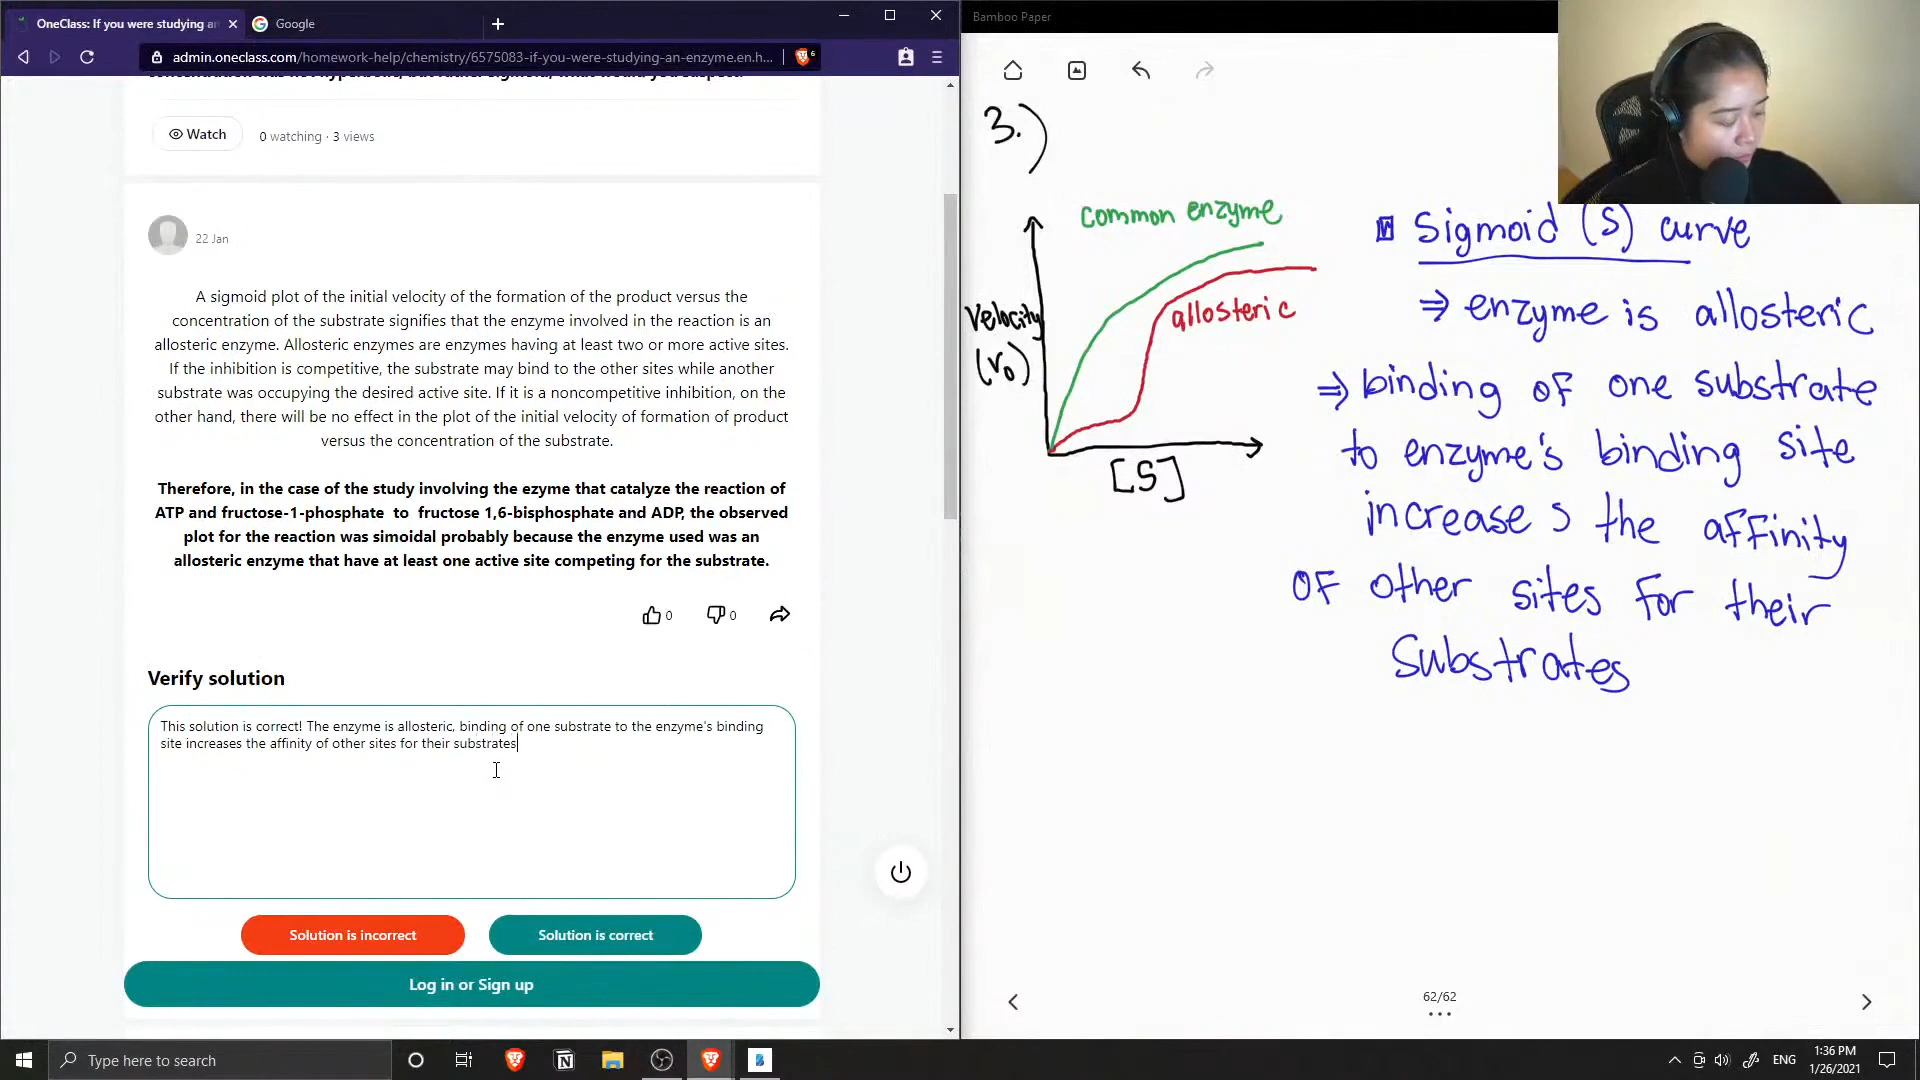 OneClass: If you were studying an
Google
admin.oneclass.com/homework-help/chemistry/6575083-if-you-were-studying-an-enzyme.en.h...
6
Watch
0 watching · 3 views
22 Jan
A sigmoid plot of the initial velocity of the formation of the product versus the
concentration of the substrate signifies that the enzyme involved in the reaction is an
allosteric enzyme. Allosteric enzymes are enzymes having at least two or more active sites.
If the inhibition is competitive, the substrate may bind to the other sites while another
substrate was occupying the desired active site. If it is a noncompetitive inhibition, on the
other hand, there will be no effect in the plot of the initial velocity of formation of product
versus the concentration of the substrate.
Therefore, in the case of the study involving the ezyme that catalyze the reaction of
ATP and fructose-1-phosphate to fructose 1,6-bisphosphate and ADP, the observed
plot for the reaction was simoidal probably because the enzyme used was an
allosteric enzyme that have at least one active site competing for the substrate.
0
0
Verify solution
This solution is correct! The enzyme is allosteric, binding of one substrate to the enzyme's binding
site increases the affinity of other sites for their substrates
Solution is incorrect
Solution is correct
Log in or Sign up
Bamboo Paper
3.)
common enzyme
allosteric
Velocity
(V₀)
[S]
Sigmoid (S) curve
⇒ enzyme is allosteric
⇒ binding of one substrate
to enzyme's binding site
increases the affinity
of other sites for their
substrates
62/62
Type here to search
ENG
1:36 PM
1/26/2021